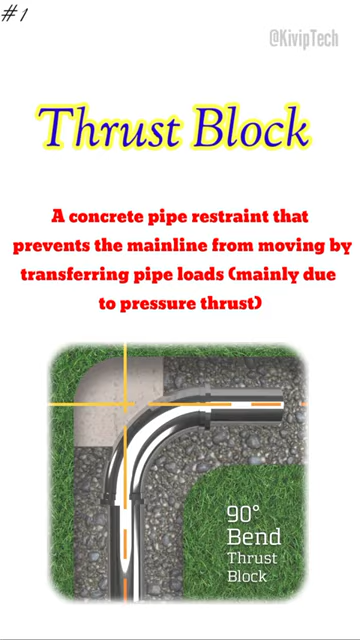 #1
@KivipTech
Thrust Block
A concrete pipe restraint that
prevents the mainline from moving by
transferring pipe loads (mainly due
to pressure thrust)
90°
Bend
Thrust
Block